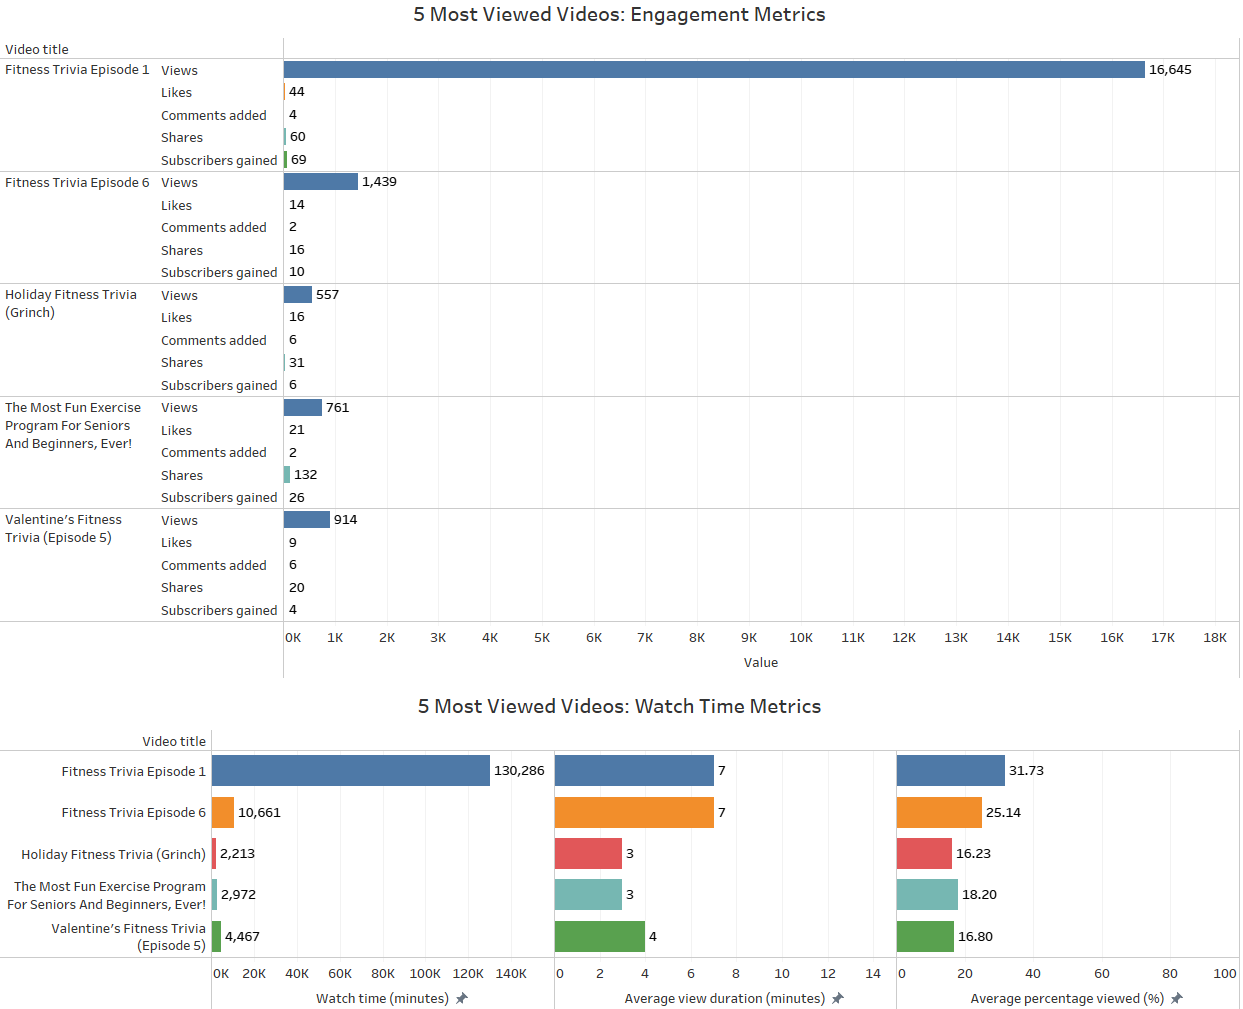 5 Most Viewed Videos: Engagement Metrics
Video title
Fitness Trivia Episode 1 Views 16,645
Likes 44
Comments added 4
Shares 60
Subscribers gained 69
Fitness Trivia Episode 6 Views 1,439
Likes 14
Comments added 2
Shares 16
Subscribers gained 10
Holiday Fitness Trivia Views 557
(Grinch) Likes 16
Comments added 6
Shares 31
Subscribers gained 6
The Most Fun Exercise Views 761
Program For Seniors Likes 21
And Beginners, Ever! Comments added 2
Shares 132
Subscribers gained 26
Valentine’s Fitness Views 914
Trivia (Episode 5) Likes 9
Comments added 6
Shares 20
Subscribers gained 4
0K 1K 2K 3K 4K 5K 6K 7K 8K 9K 10K 11K 12K 13K 14K 15K 16K 17K 18K
Value
5 Most Viewed Videos: Watch Time Metrics
Video title
Fitness Trivia Episode 1 130,286 7 31.73
Fitness Trivia Episode 6 10,661 7 25.14
Holiday Fitness Trivia (Grinch) 2,213 3 16.23
The Most Fun Exercise Program
For Seniors And Beginners, Ever! 2,972 3 18.20
Valentine’s Fitness Trivia
(Episode 5) 4,467 4 16.80
0K 20K 40K 60K 80K 100K 120K 140K 0 2 4 6 8 10 12 14 0 20 40 60 80 100
Watch time (minutes) Average view duration (minutes) Average percentage viewed (%)